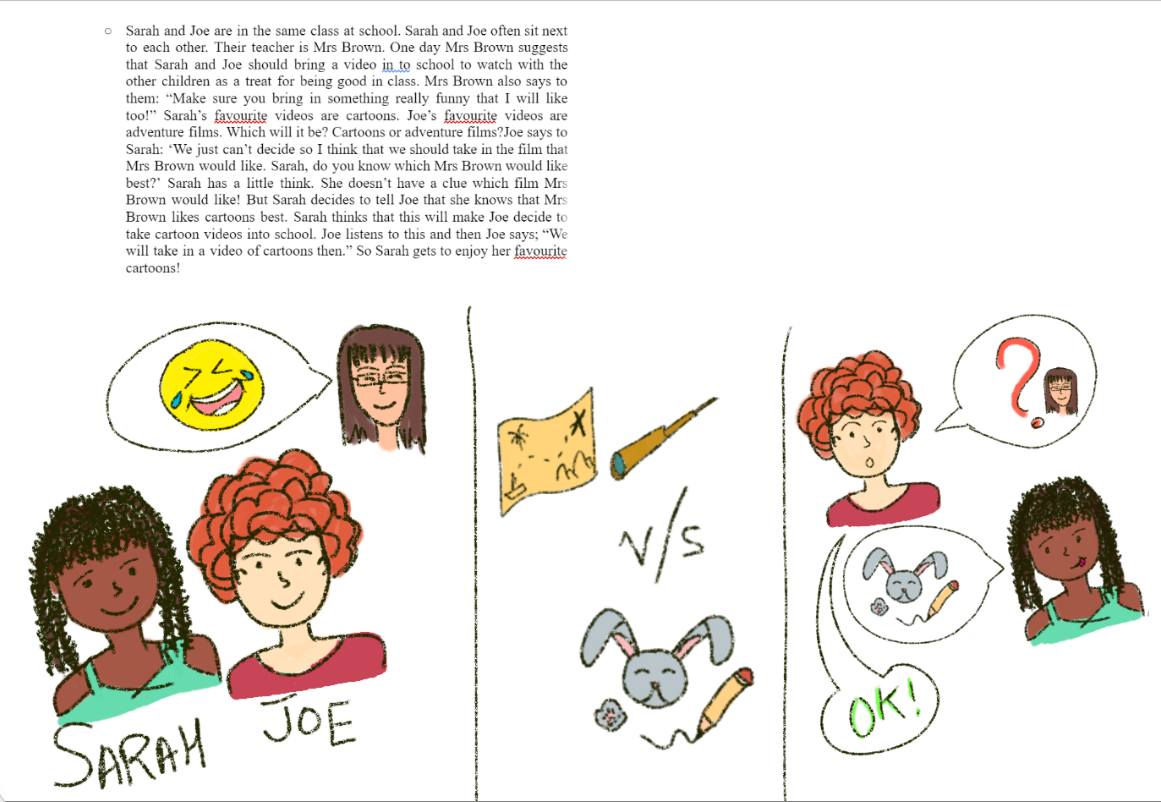 Sarah and Joe are in the same class at school. Sarah and Joe often sit next
to each other. Their teacher is Mrs Brown. One day Mrs Brown suggests
that Sarah and Joe should bring a video in to school to watch with the
other children as a treat for being good in class. Mrs Brown also says to
them: “Make sure you bring in something really funny that I will like
too!” Sarah’s favourite videos are cartoons. Joe’s favourite videos are
adventure films. Which will it be? Cartoons or adventure films?Joe says to
Sarah: ‘We just can’t decide so I think that we should take in the film that
Mrs Brown would like. Sarah, do you know which Mrs Brown would like
best?’ Sarah has a little think. She doesn’t have a clue which film Mrs
Brown would like! But Sarah decides to tell Joe that she knows that Mrs
Brown likes cartoons best. Sarah thinks that this will make Joe decide to
take cartoon videos into school. Joe listens to this and then Joe says; “We
will take in a video of cartoons then.” So Sarah gets to enjoy her favourite
cartoons!
SARAH
JOE
V/S
?
OK!